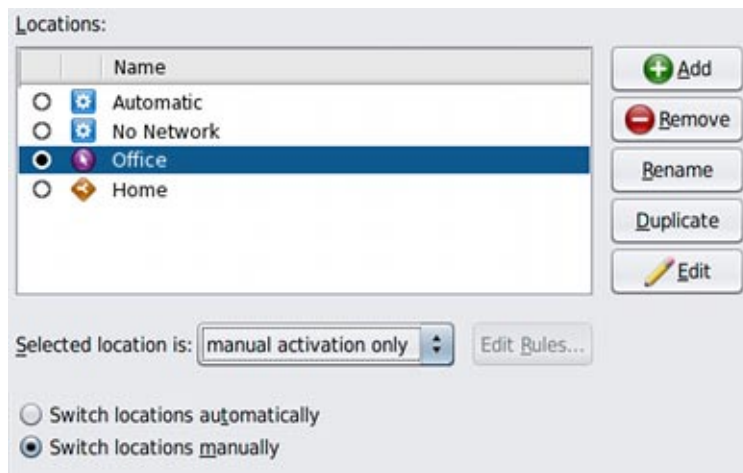 Locations:
Name
Automatic
No Network
Office
Home
Add
Remove
Rename
Duplicate
Edit
Selected location is: manual activation only Edit Rules...
Switch locations automatically
Switch locations manually